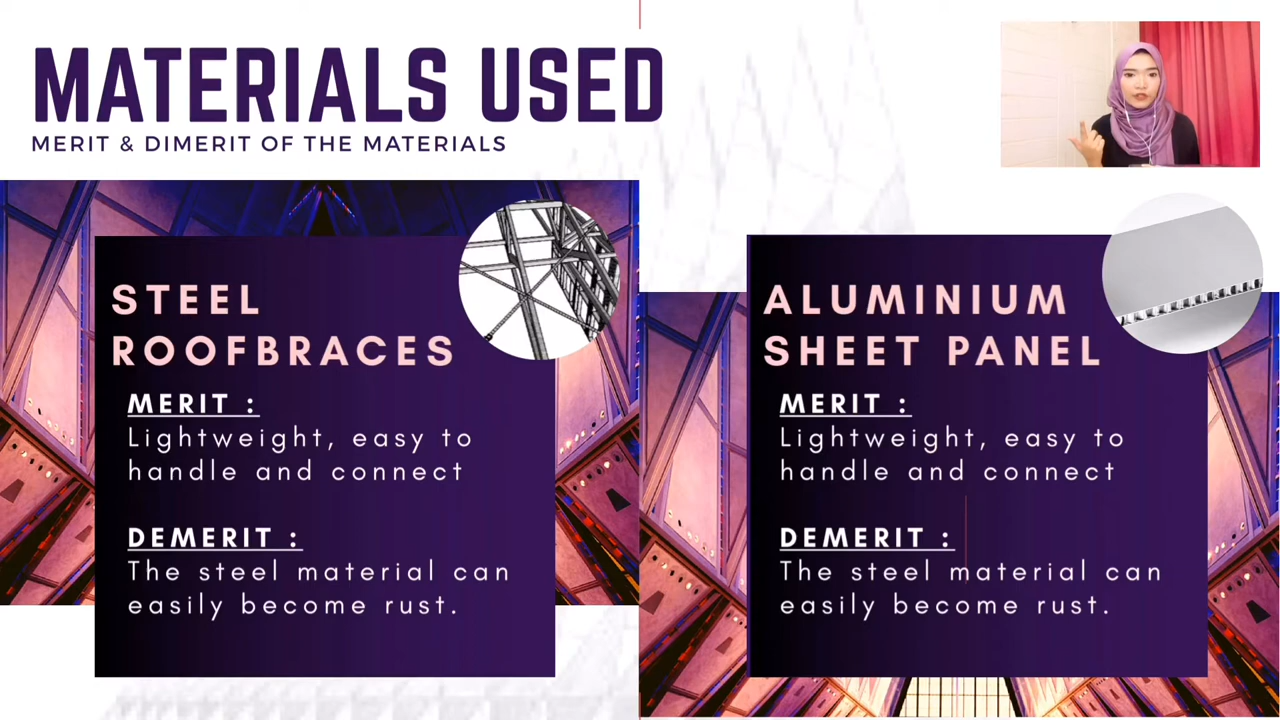 MATERIALS USED
MERIT & DIMERIT OF THE MATERIALS
STEEL
ROOFBRACES
MERIT :
Lightweight, easy to
handle and connect
DEMERIT :
The steel material can
easily become rust.
ALUMINIUM
SHEET PANEL
MERIT :
Lightweight, easy to
handle and connect
DEMERIT :
The steel material can
easily become rust.